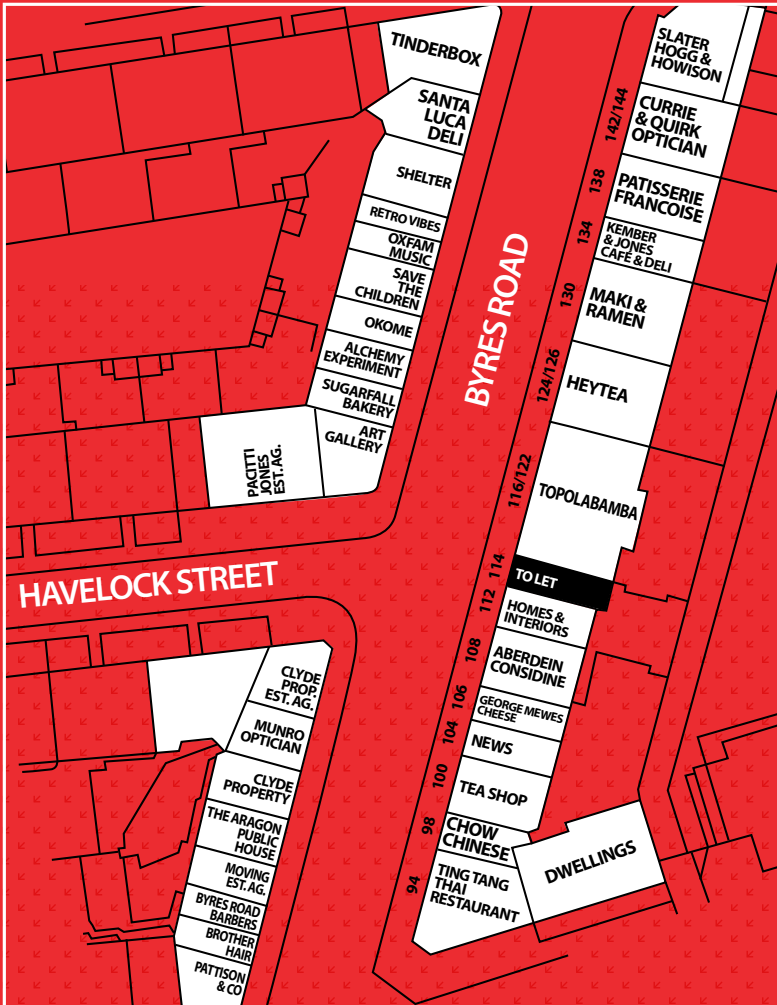 TINDERBOX
SANTA
LUCA
DELI
SHELTER
RETRO VIBES
OXFAM
MUSIC
SAVE
THE
CHILDREN
OKOME
ALCHEMY
EXPERIMENT
SUGARFALL
BAKERY
ART
GALLERY
PACITTI
JONES
EST.AG.
HAVELOCK STREET
CLYDE
PROP.
EST. AG.
MUNRO
OPTICIAN
CLYDE
PROPERTY
THE ARAGON
PUBLIC
HOUSE
MOVING
EST. AG.
BYRES ROAD
BARBERS
BROTHER
HAIR
PATTISON
& CO
BYRES ROAD
SLATER
HOGG &
HOWISON
142/144
CURRIE
& QUIRK
OPTICIAN
138
PATISSERIE
FRANCOISE
134
KEMBER
& JONES
CAFÉ & DELI
130
MAKI &
RAMEN
124/126
HEYTEA
116/122
TOPOLABAMBA
114
TO LET
112
HOMES &
INTERIORS
108
ABERDEIN
CONSIDINE
106
GEORGE MEWES
CHEESE
104
NEWS
100
TEA SHOP
98
CHOW
CHINESE
94
TING TANG
THAI
RESTAURANT
DWELLINGS